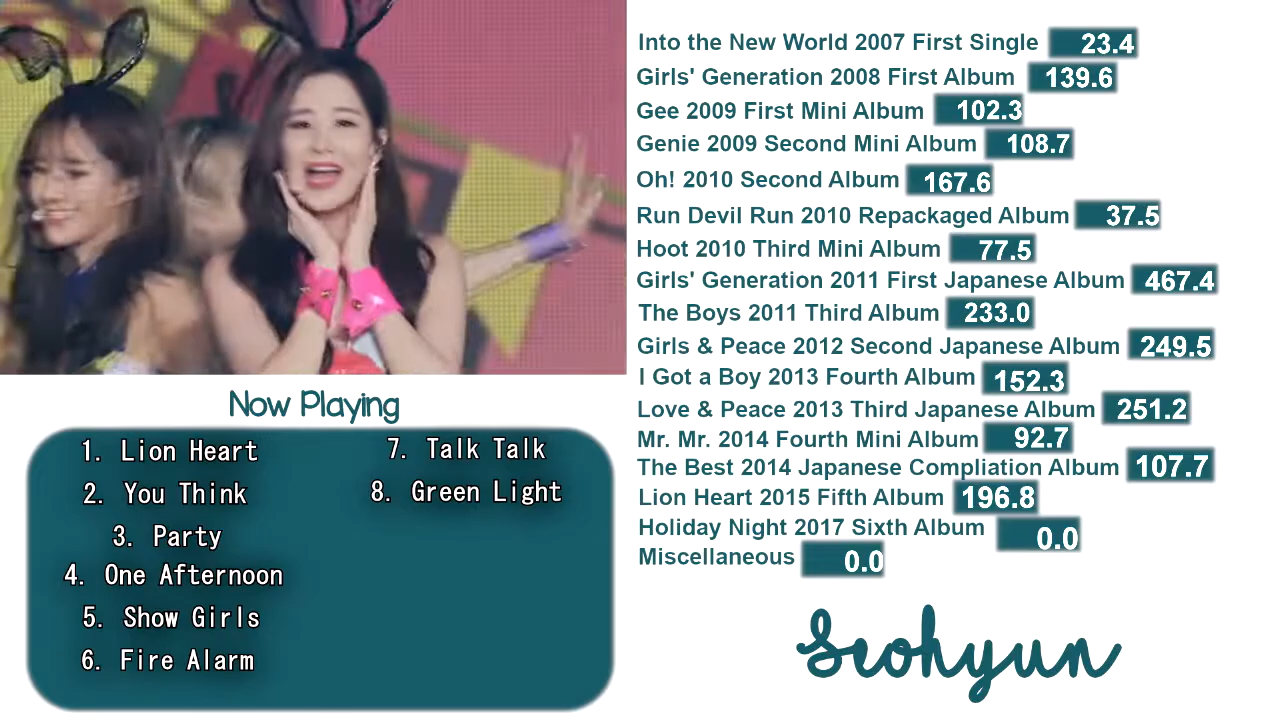 Into the New World 2007 First Single 23.4
Girls' Generation 2008 First Album 139.6
Gee 2009 First Mini Album 102.3
Genie 2009 Second Mini Album 108.7
Oh! 2010 Second Album 167.6
Run Devil Run 2010 Repackaged Album 37.5
Hoot 2010 Third Mini Album 77.5
Girls' Generation 2011 First Japanese Album 467.4
The Boys 2011 Third Album 233.0
Girls & Peace 2012 Second Japanese Album 249.5
I Got a Boy 2013 Fourth Album 152.3
Love & Peace 2013 Third Japanese Album 251.2
Mr. Mr. 2014 Fourth Mini Album 92.7
The Best 2014 Japanese Compliation Album 107.7
Lion Heart 2015 Fifth Album 196.8
Holiday Night 2017 Sixth Album 0.0
Miscellaneous 0.0
Now Playing
1. Lion Heart
2. You Think
3. Party
4. One Afternoon
5. Show Girls
6. Fire Alarm
7. Talk Talk
8. Green Light
Seohyun